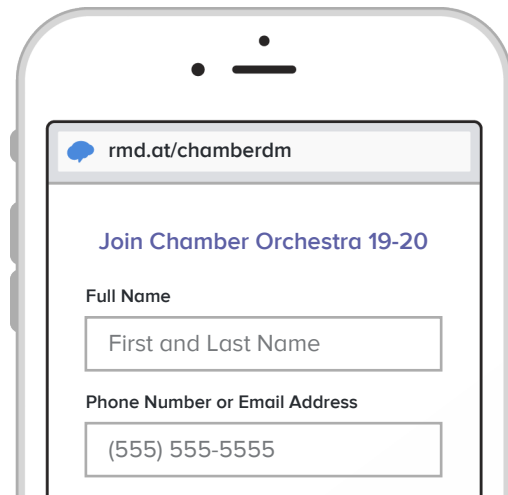 rmd.at/chamberdm
Join Chamber Orchestra 19-20
Full Name
First and Last Name
Phone Number or Email Address
(555) 555-5555